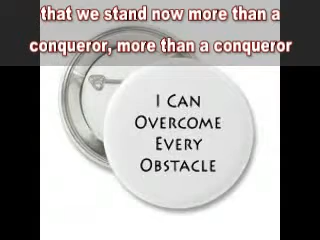 that we stand now more than a
conqueror, more than a conqueror
I CAN
OVERCOME
EVERY
OBSTACLE